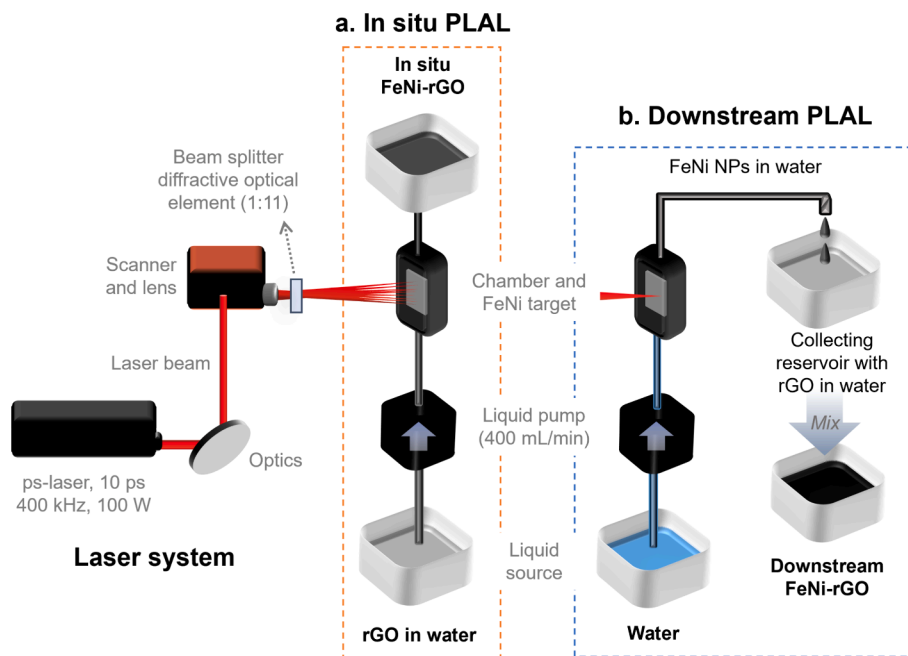 a. In situ PLAL
In situ
FeNi-rGO
b. Downstream PLAL
Beam splitter
diffractive optical
element (1:11)
FeNi NPs in water
Scanner
and lens
Chamber and
FeNi target
Laser beam
Collecting
reservoir with
rGO in water
Liquid pump
(400 mL/min)
Mix
Optics
ps-laser, 10 ps
400 kHz, 100 W
Laser system
Liquid
source
Downstream
FeNi-rGO
rGO in water
Water